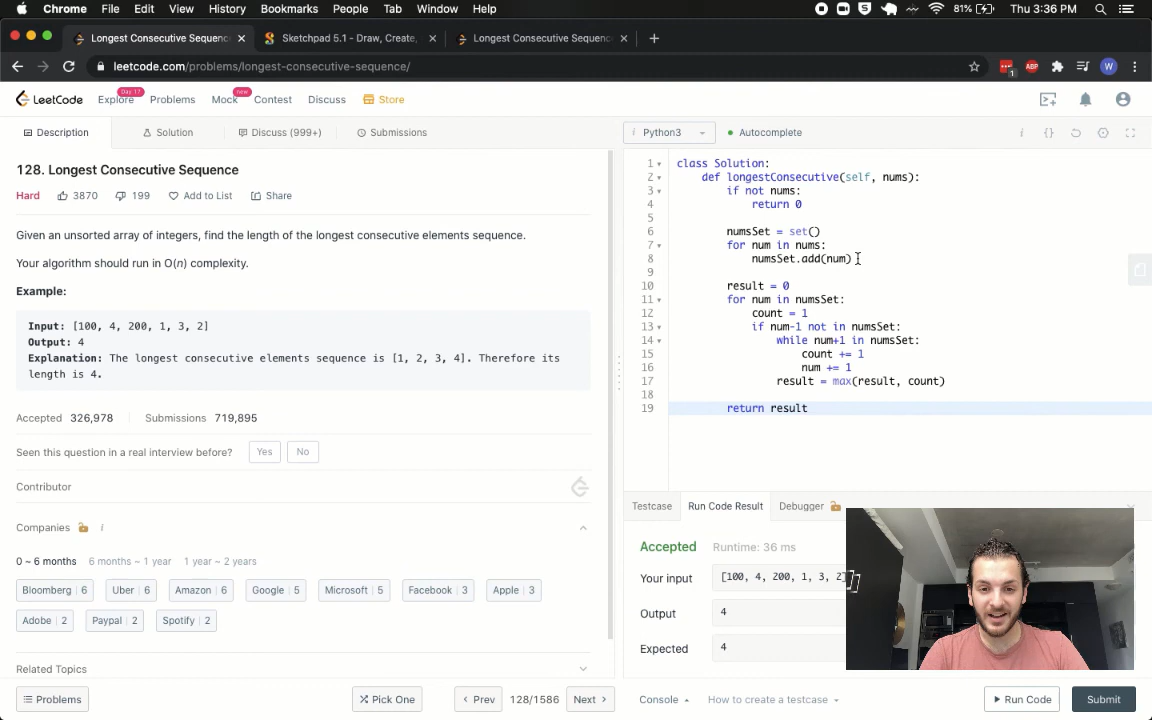 Chrome File Edit View History Bookmarks People Tab Window Help
81% Thu 3:36 PM
Longest Consecutive Sequenc
Sketchpad 5.1 - Draw, Create,
Longest Consecutive Sequenc
leetcode.com/problems/longest-consecutive-sequence/
1 ABP W
LeetCode Explore Day 17 Problems Mock new Contest Discuss Store
Description Solution Discuss (999+) Submissions
i Python3 Autocomplete i {}
128. Longest Consecutive Sequence
Hard 3870 199 Add to List Share
Given an unsorted array of integers, find the length of the longest consecutive elements sequence.
Your algorithm should run in O(n) complexity.
Example:
Input: [100, 4, 200, 1, 3, 2]
Output: 4
Explanation: The longest consecutive elements sequence is [1, 2, 3, 4]. Therefore its
length is 4.
Accepted 326,978 Submissions 719,895
Seen this question in a real interview before? Yes No
Contributor
Companies i
0 ~ 6 months 6 months ~ 1 year 1 year ~ 2 years
Bloomberg 6 Uber 6 Amazon 6 Google 5 Microsoft 5 Facebook 3 Apple 3
Adobe 2 Paypal 2 Spotify 2
Related Topics
Problems Pick One Prev 128/1586 Next
1 class Solution:
2 def longestConsecutive(self, nums):
3 if not nums:
4 return 0
5
6 numsSet = set()
7 for num in nums:
8 numsSet.add(num)
9
10 result = 0
11 for num in numsSet:
12 count = 1
13 if num-1 not in numsSet:
14 while num+1 in numsSet:
15 count += 1
16 num += 1
17 result = max(result, count)
18
19 return result
Testcase Run Code Result Debugger
Accepted Runtime: 36 ms
Your input [100, 4, 200, 1, 3, 2]
Output 4
Expected 4
Console How to create a testcase Run Code Submit